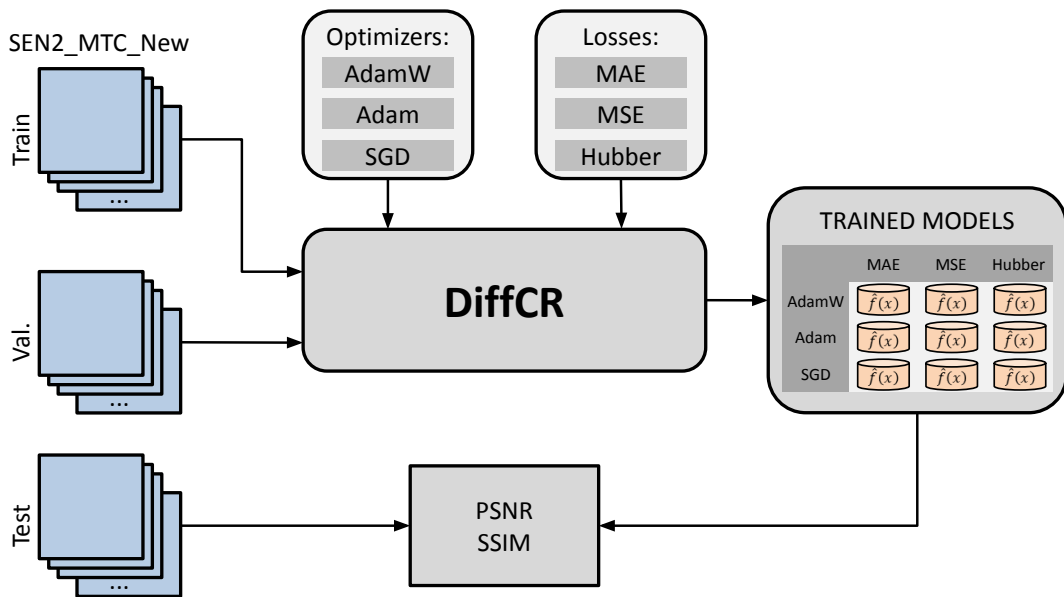 SEN2_MTC_New
Train
...
Val.
...
Test
...
Optimizers:
AdamW
Adam
SGD
Losses:
MAE
MSE
Hubber
DiffCR
TRAINED MODELS
MAE MSE Hubber
AdamW f̂(x) f̂(x) f̂(x)
Adam f̂(x) f̂(x) f̂(x)
SGD f̂(x) f̂(x) f̂(x)
PSNR
SSIM